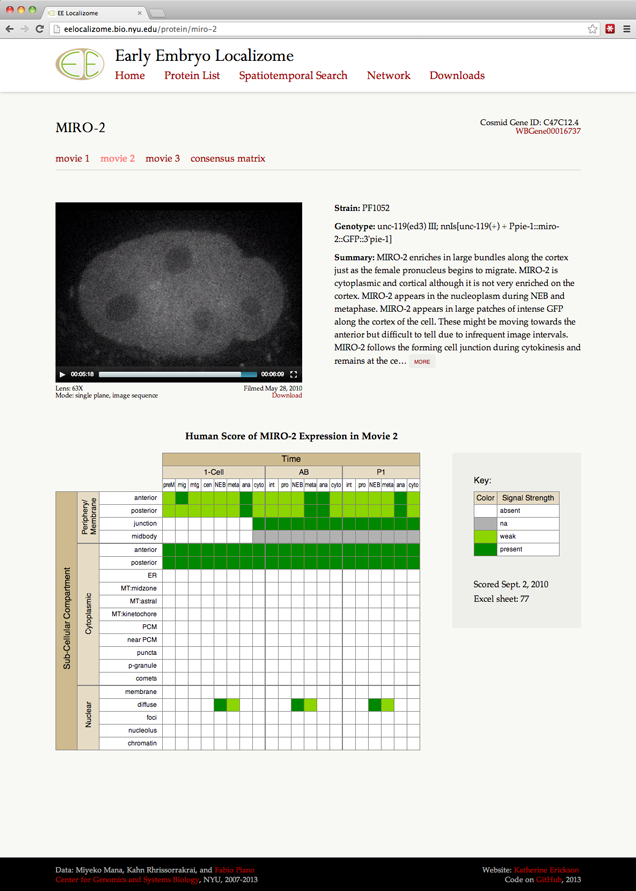 EE Localizome
eelocalizome.bio.nyu.edu/protein/miro-2
EE
Early Embryo Localizome
Home Protein List Spatiotemporal Search Network Downloads
MIRO-2
Cosmid Gene ID: C47C12.4
WBGene00016737
movie 1 movie 2 movie 3 consensus matrix
00:05:18 00:06:09
Lens: 63X Filmed May 28, 2010
Mode: single plane, image sequence Download
Strain: PF1052
Genotype: unc-119(ed3) III; nnIs[unc-119(+) + Ppie-1::miro-
2::GFP::3'pie-1]
Summary: MIRO-2 enriches in large bundles along the cortex
just as the female pronucleus begins to migrate. MIRO-2 is
cytoplasmic and cortical although it is not very enriched on the
cortex. MIRO-2 appears in the nucleoplasm during NEB and
metaphase. MIRO-2 appears in large patches of intense GFP
along the cortex of the cell. These might be moving towards the
anterior but difficult to tell due to infrequent image intervals.
MIRO-2 follows the forming cell junction during cytokinesis and
remains at the ce... MORE
Human Score of MIRO-2 Expression in Movie 2
Time
1-Cell AB P1
preM mig mtg cen NEB meta ana cyto int pro NEB meta ana cyto int pro NEB meta ana cyto
Sub-Cellular Compartment
Periphery/
Membrane
anterior
posterior
junction
midbody
Cytoplasmic
anterior
posterior
ER
MT:midzone
MT:astral
MT:kinetochore
PCM
near PCM
puncta
p-granule
comets
Nuclear
membrane
diffuse
foci
nucleolus
chromatin
Key:
Color Signal Strength
absent
na
weak
present
Scored Sept. 2, 2010
Excel sheet: 77
Data: Miyeko Mana, Kahn Rhrissorrakrai, and Fabio Piano
Center for Genomics and Systems Biology, NYU, 2007-2013
Website: Katherine Erickson
Code on GitHub, 2013